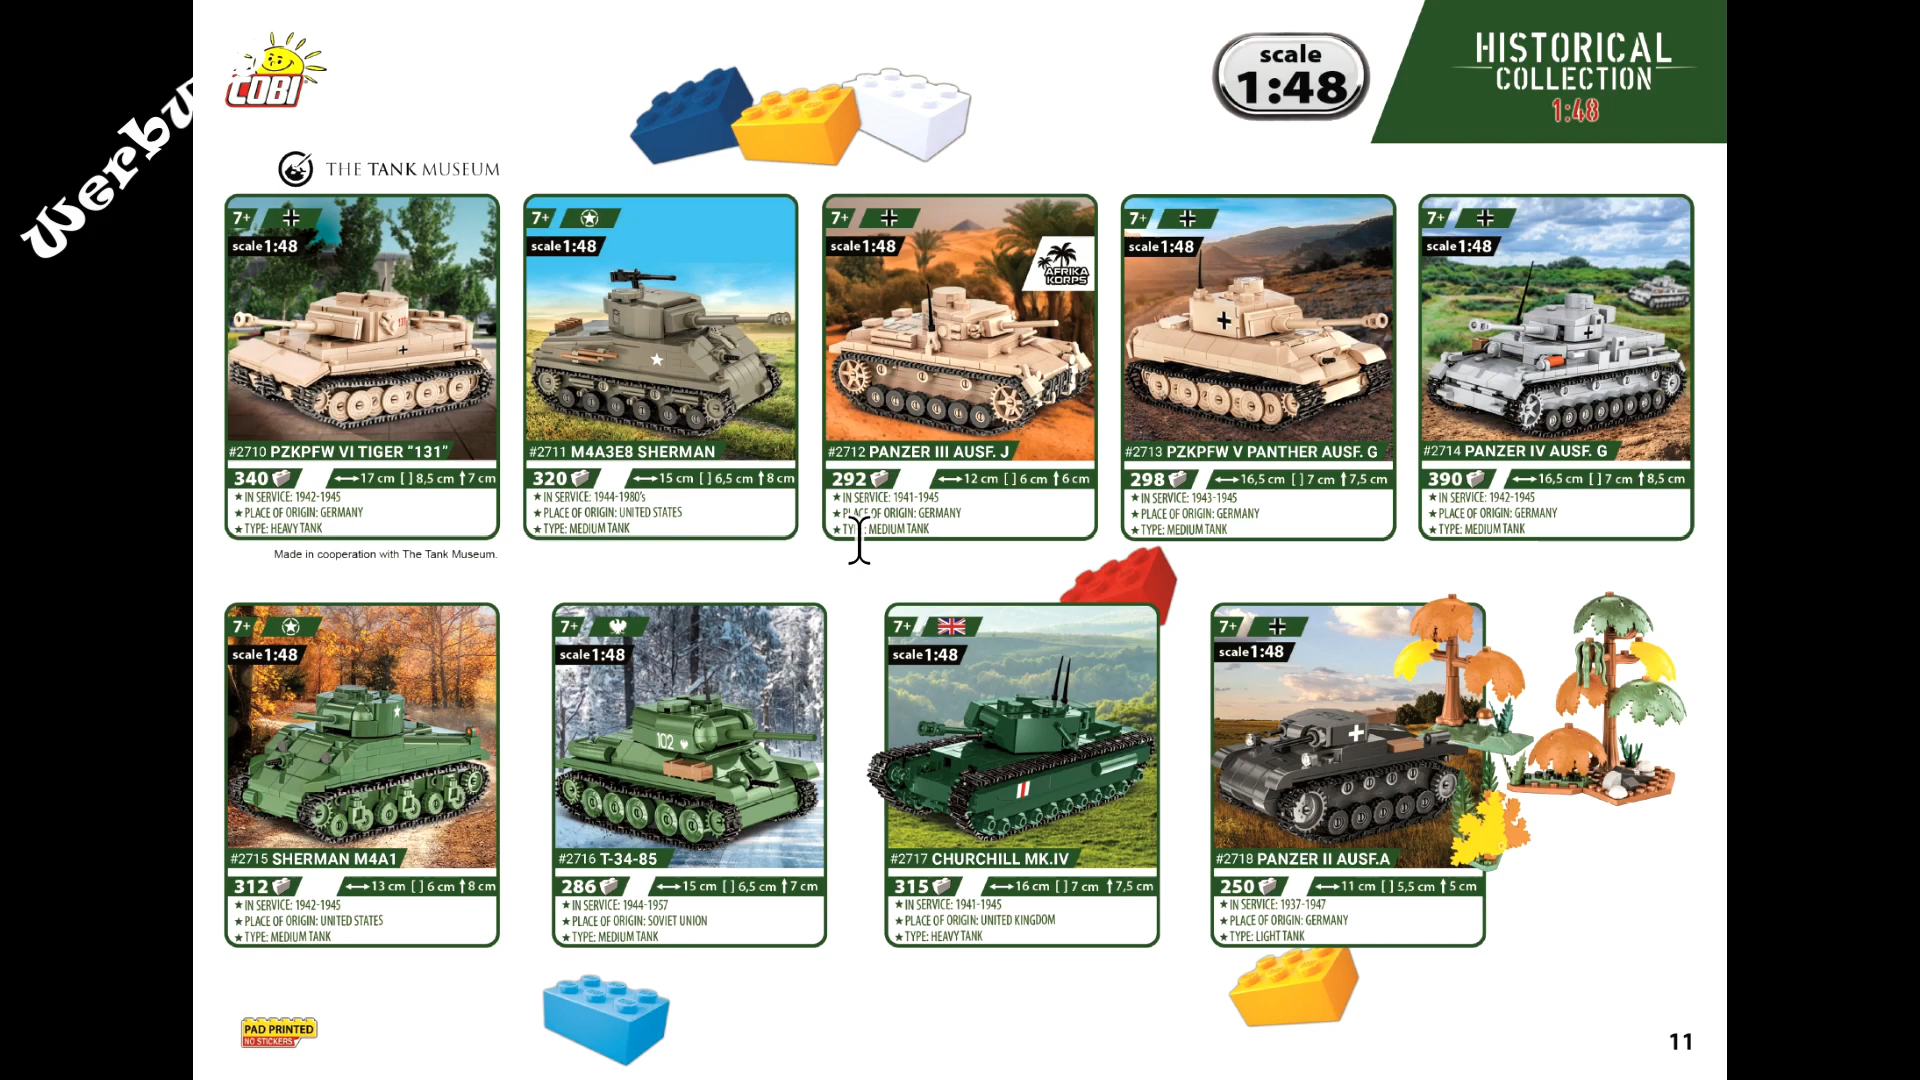 Werbu
COBI
scale
1:48
HISTORICAL
COLLECTION
1:48
THE TANK MUSEUM
7+
scale 1:48
131
#2710 PZKPFW VI TIGER "131"
340 17 cm [ ] 8,5 cm 7 cm
★ IN SERVICE: 1942-1945
★ PLACE OF ORIGIN: GERMANY
★ TYPE: HEAVY TANK
Made in cooperation with The Tank Museum.
7+
scale 1:48
#2711 M4A3E8 SHERMAN
320 15 cm [ ] 6,5 cm 8 cm
★ IN SERVICE: 1944-1980's
★ PLACE OF ORIGIN: UNITED STATES
★ TYPE: MEDIUM TANK
7+
scale 1:48
AFRIKA
KORPS
#2712 PANZER III AUSF. J
292 12 cm [ ] 6 cm 6 cm
★ IN SERVICE: 1941-1945
★ PLACE OF ORIGIN: GERMANY
★ TYPE: MEDIUM TANK
7+
scale 1:48
#2713 PZKPFW V PANTHER AUSF. G
298 16,5 cm [ ] 7 cm 7,5 cm
★ IN SERVICE: 1943-1945
★ PLACE OF ORIGIN: GERMANY
★ TYPE: MEDIUM TANK
7+
scale 1:48
#2714 PANZER IV AUSF. G
390 16,5 cm [ ] 7 cm 8,5 cm
★ IN SERVICE: 1942-1945
★ PLACE OF ORIGIN: GERMANY
★ TYPE: MEDIUM TANK
7+
scale 1:48
#2715 SHERMAN M4A1
312 13 cm [ ] 6 cm 8 cm
★ IN SERVICE: 1942-1945
★ PLACE OF ORIGIN: UNITED STATES
★ TYPE: MEDIUM TANK
7+
scale 1:48
102
#2716 T-34-85
286 15 cm [ ] 6,5 cm 7 cm
★ IN SERVICE: 1944-1957
★ PLACE OF ORIGIN: SOVIET UNION
★ TYPE: MEDIUM TANK
7+
scale 1:48
#2717 CHURCHILL MK.IV
315 16 cm [ ] 7 cm 7,5 cm
★ IN SERVICE: 1941-1945
★ PLACE OF ORIGIN: UNITED KINGDOM
★ TYPE: HEAVY TANK
7+
scale 1:48
#2718 PANZER II AUSF.A
250 11 cm [ ] 5,5 cm 5 cm
★ IN SERVICE: 1937-1947
★ PLACE OF ORIGIN: GERMANY
★ TYPE: LIGHT TANK
PAD PRINTED
NO STICKERS
11